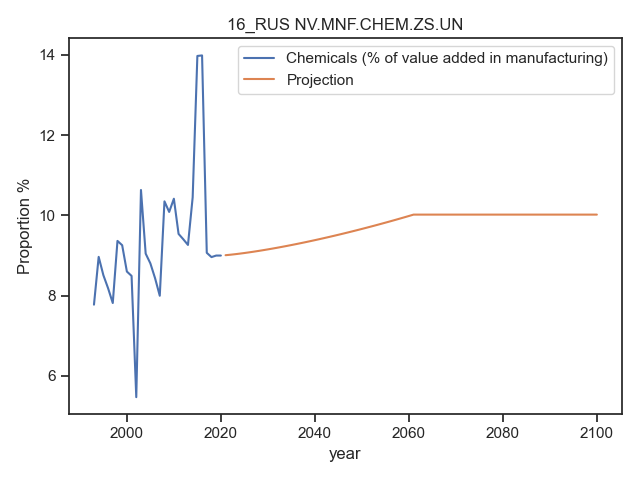 16_RUS NV.MNF.CHEM.ZS.UN
Chemicals (% of value added in manufacturing)
Projection
Proportion %
14
12
10
8
6
2000 2020 2040 2060 2080 2100
year